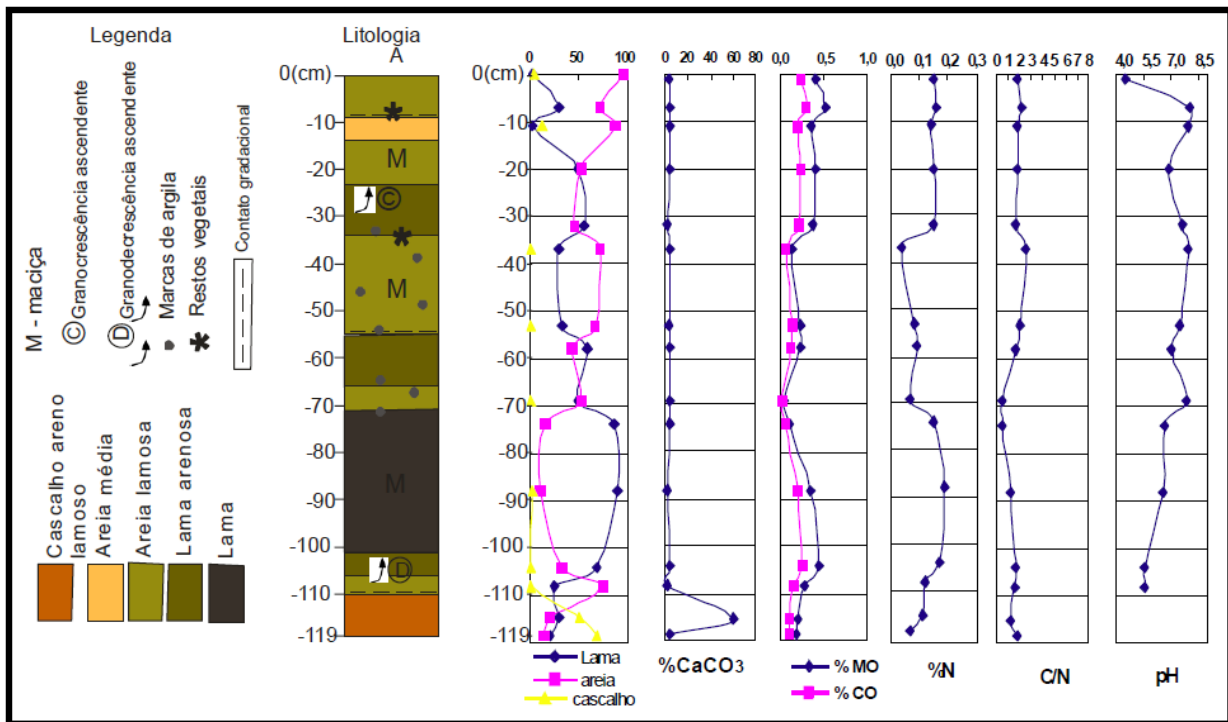 Legenda
M - maciça
Ⓒ Granocrescência ascendente
Ⓓ Granodecrescência ascendente
Marcas de argila
Restos vegetais
Contato gradacional
Cascalho areno
lamoso
Areia média
Areia lamosa
Lama arenosa
Lama
Litologia
A
0(cm)
-10
-20
-30
-40
-50
-60
-70
-80
-90
-100
-110
-119
M
Ⓒ
M
M
Ⓓ
0 50 100
0(cm)
-10
-20
-30
-40
-50
-60
-70
-80
-90
-100
-110
-119
Lama
areia
cascalho
0 20 40 60 80
%CaCO3
0,0 0,5 1,0
% MO
% CO
0,0 0,1 0,2 0,3
%N
0 1 2 3 4 5 6 7 8
C/N
4,0 5,5 7,0 8,5
pH